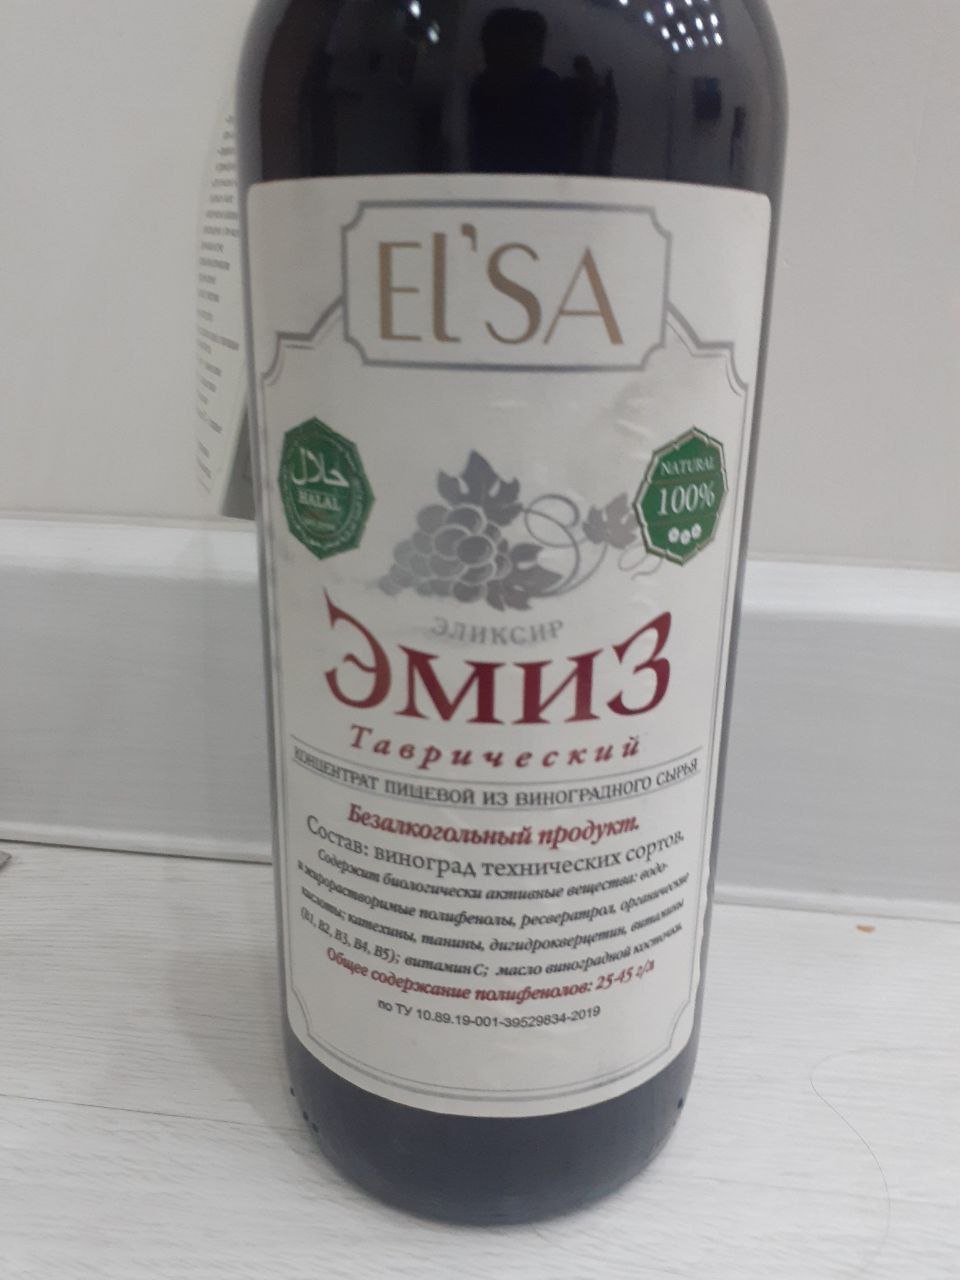 El'SA
حلال
HALAL
NATURAL
100%
ЭЛИКСИР
ЭМИЗ
Таврический
КОНЦЕНТРАТ ПИЩЕВОЙ ИЗ ВИНОГРАДНОГО СЫРЬЯ
Безалкогольный продукт.
Состав: виноград технических сортов.
Содержит биологически активные вещества: водо-
и жирорастворимые полифенолы, ресвератрол, органические
кислоты; катехины, танины, дигидрокверцетин, витамины
(B1, B2, B3, B4, B5); витамин С; масло виноградной косточки.
Общее содержание полифенолов: 25-45 г/л
по ТУ 10.89.19-001-39529834-2019